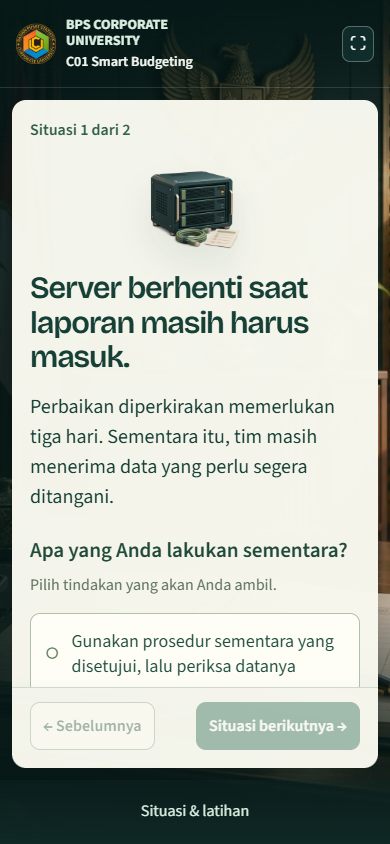 BPS CORPORATE
UNIVERSITY
C01 Smart Budgeting
Situasi 1 dari 2
Server berhenti saat
laporan masih harus
masuk.
Perbaikan diperkirakan memerlukan
tiga hari. Sementara itu, tim masih
menerima data yang perlu segera
ditangani.
Apa yang Anda lakukan sementara?
Pilih tindakan yang akan Anda ambil.
Gunakan prosedur sementara yang
disetujui, lalu periksa datanya
← Sebelumnya
Situasi berikutnya →
Situasi & latihan